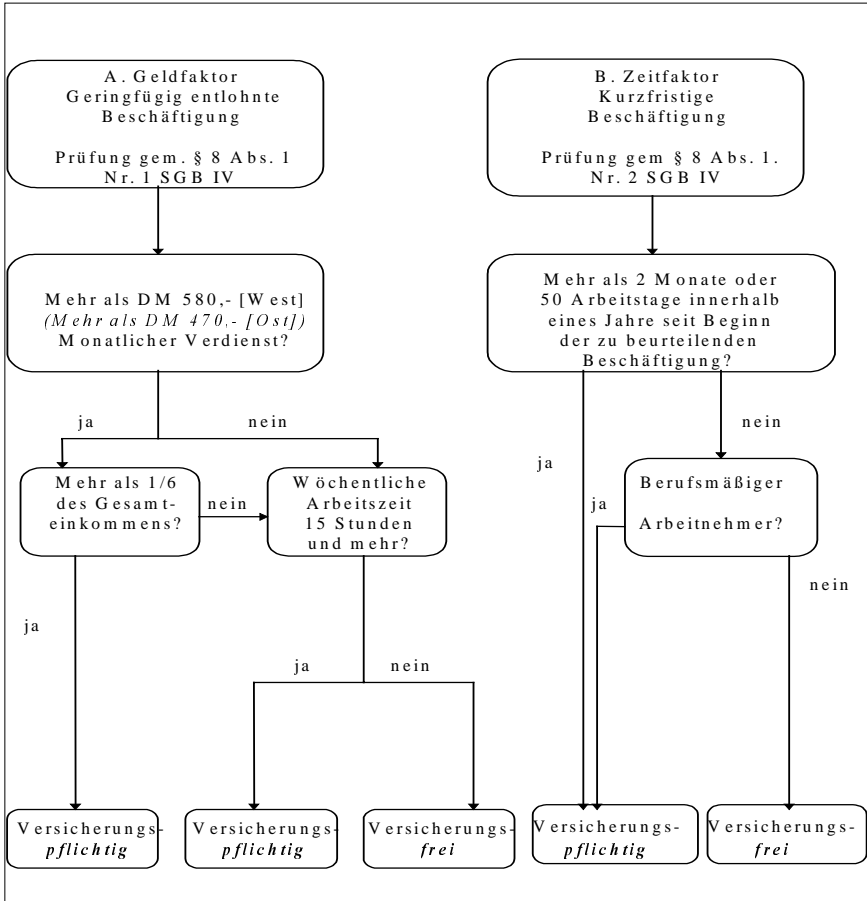 A. Geldfaktor
Geringfügig entlohnte
Beschäftigung
Prüfung gem. § 8 Abs. 1
Nr. 1 SGB IV
B. Zeitfaktor
Kurzfristige
Beschäftigung
Prüfung gem § 8 Abs. 1.
Nr. 2 SGB IV
Mehr als DM 580,- [West]
(Mehr als DM 470,- [Ost])
Monatlicher Verdienst?
Mehr als 2 Monate oder
50 Arbeitstage innerhalb
eines Jahre seit Beginn
der zu beurteilenden
Beschäftigung?
ja
nein
Mehr als 1/6
des Gesamt-
einkommens?
nein
Wöchentliche
Arbeitszeit
15 Stunden
und mehr?
ja
nein
ja
Berufsmäßiger
Arbeitnehmer?
ja
ja
nein
nein
Versicherungs-
pflichtig
Versicherungs-
pflichtig
Versicherungs-
frei
Versicherungs-
pflichtig
Versicherungs-
frei